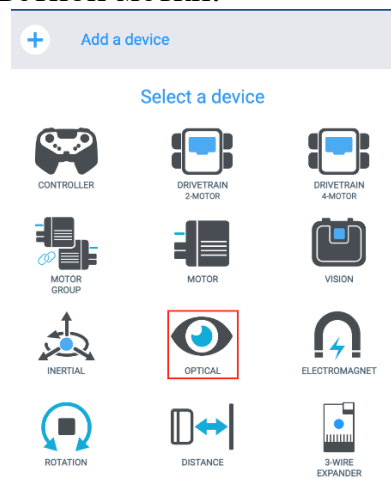 Add a device
Select a device
CONTROLLER
DRIVETRAIN
2-MOTOR
DRIVETRAIN
4-MOTOR
MOTOR
GROUP
MOTOR
VISION
INERTIAL
OPTICAL
ELECTROMAGNET
ROTATION
DISTANCE
3-WIRE
EXPANDER